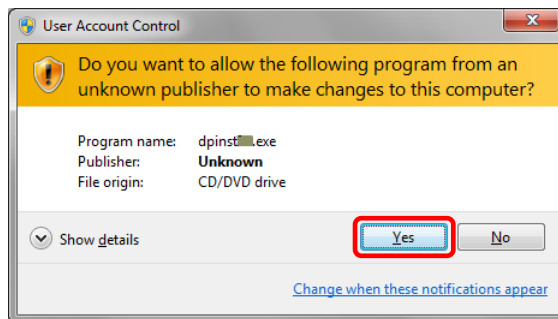 User Account Control
Do you want to allow the following program from an
unknown publisher to make changes to this computer?
Program name: dpinst .exe
Publisher: Unknown
File origin: CD/DVD drive
Show details
Yes
No
Change when these notifications appear